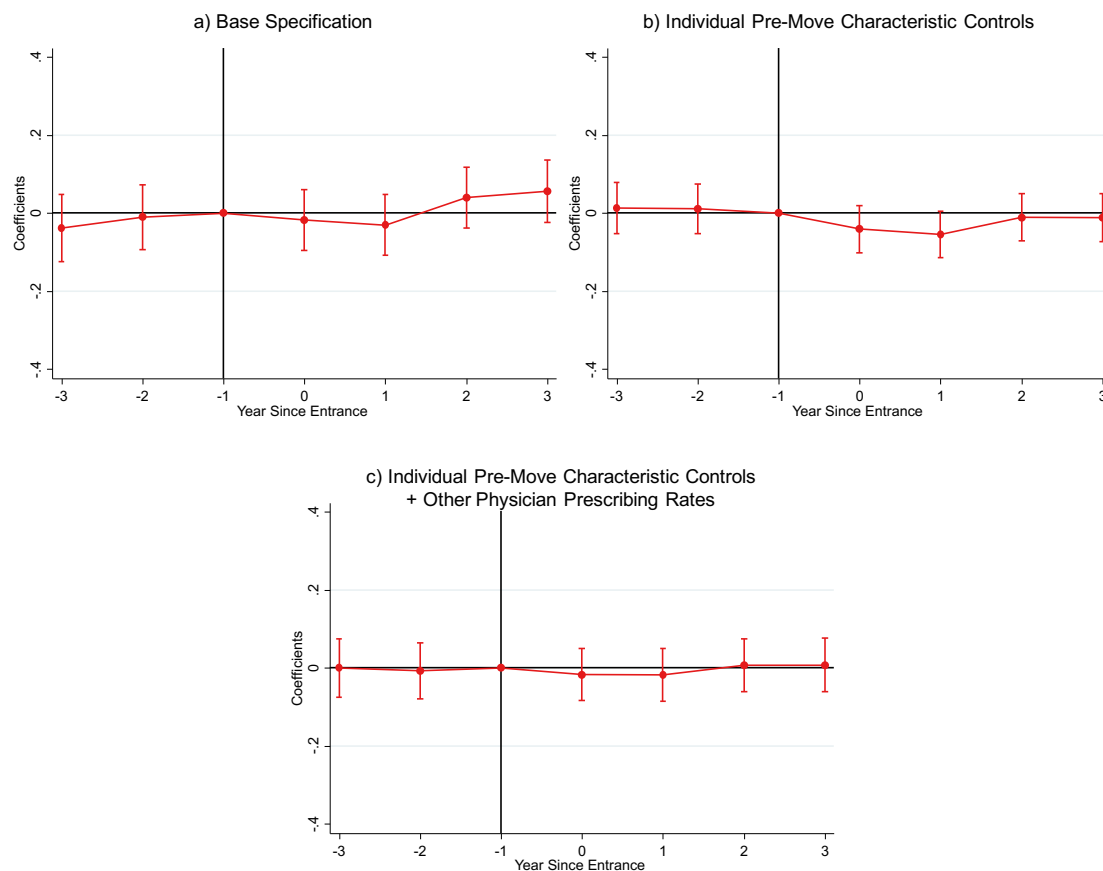 a) Base Specification
.4
.2
0
-.2
-.4
Coefficients
-3 -2 -1 0 1 2 3
Year Since Entrance
b) Individual Pre-Move Characteristic Controls
.4
.2
0
-.2
-.4
Coefficients
-3 -2 -1 0 1 2 3
Year Since Entrance
c) Individual Pre-Move Characteristic Controls
+ Other Physician Prescribing Rates
.4
.2
0
-.2
-.4
Coefficients
-3 -2 -1 0 1 2 3
Year Since Entrance